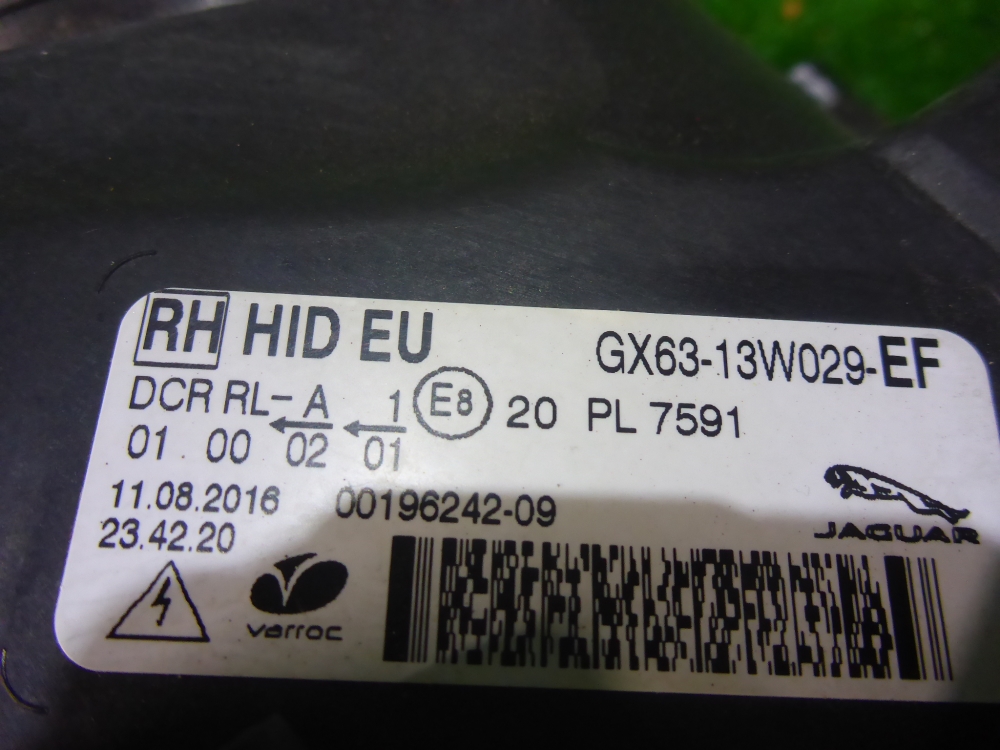 RH HID EU GX63-13W029-EF
DCR RL-A 1 E8 20 PL 7591
01 00 02 01
11.08.2016 00196242-09
23.42.20
JAGUAR
varroc